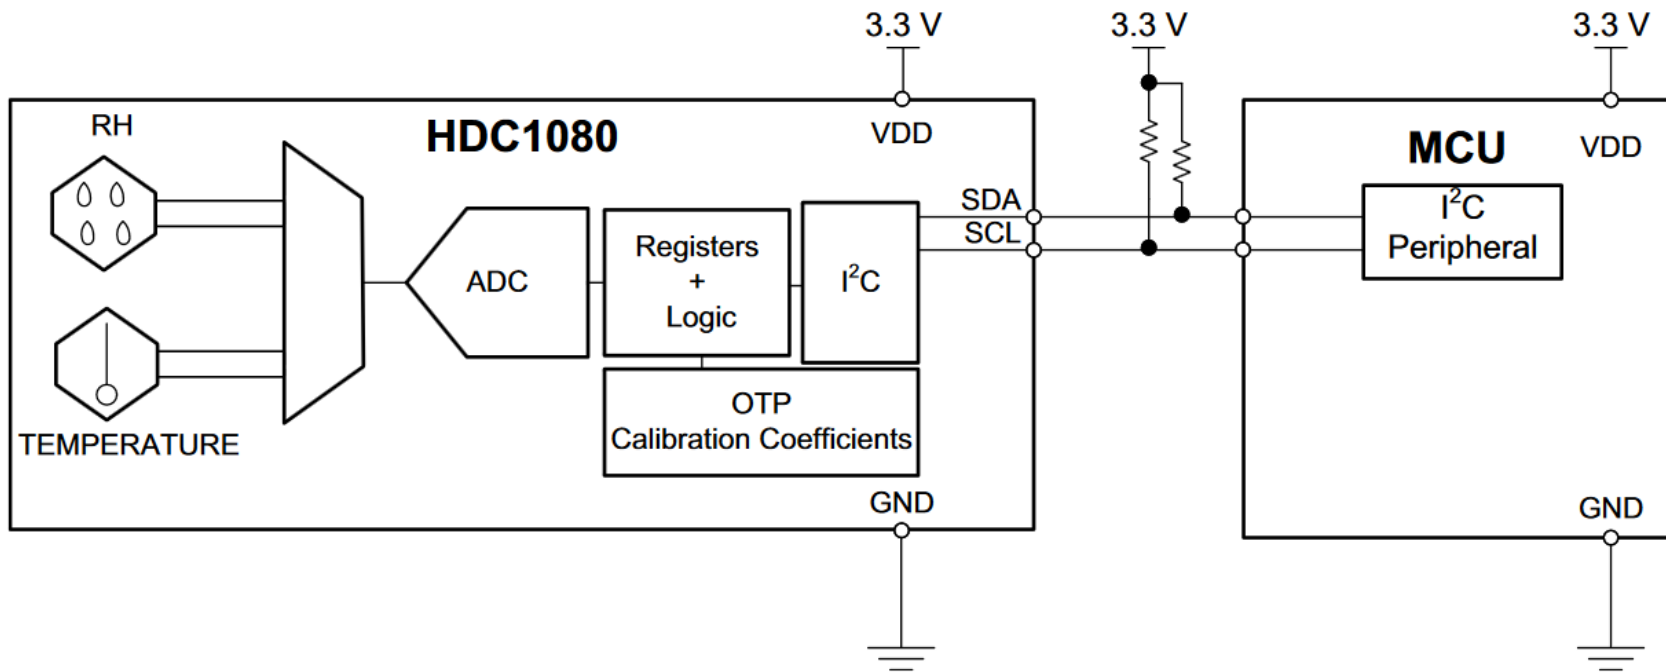 3.3 V
3.3 V
3.3 V
RH
HDC1080
VDD
MCU
VDD
SDA
SCL
I²C
Peripheral
Registers
+
Logic
ADC
I²C
TEMPERATURE
OTP
Calibration Coefficients
GND
GND